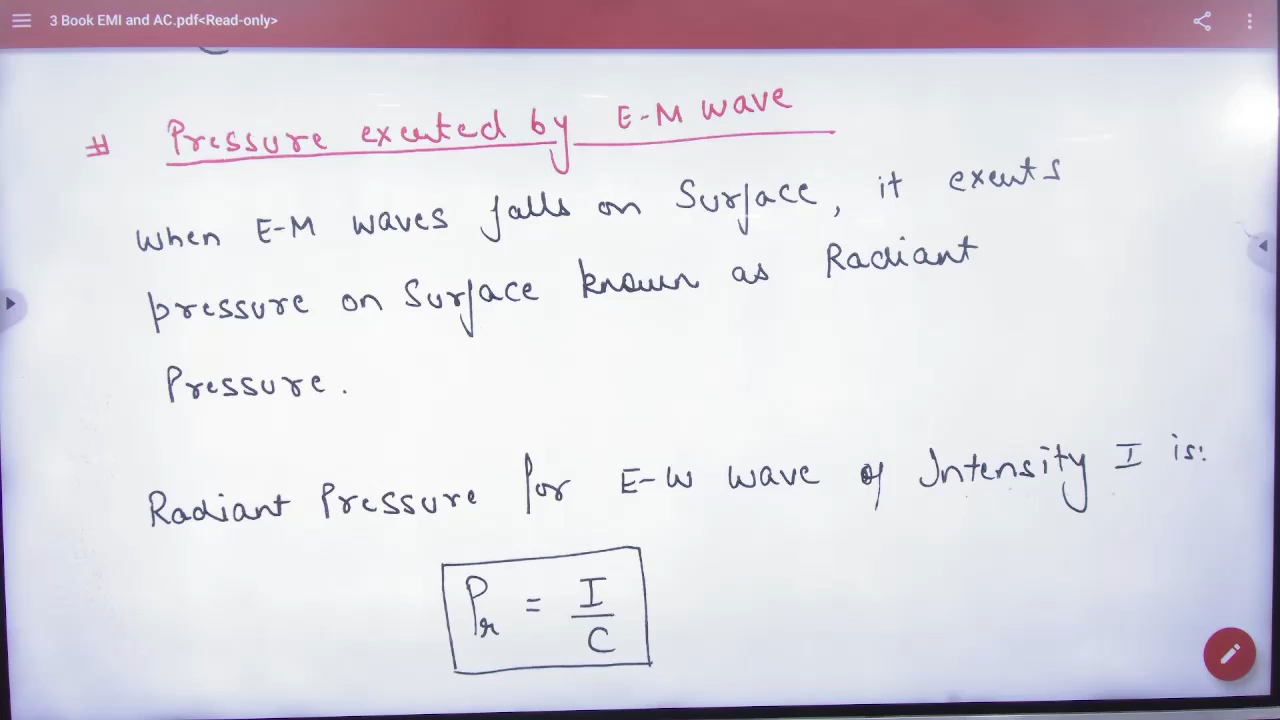 3 Book EMI and AC.pdf<Read-only>
# Pressure exerted by E-M wave
When E-M waves falls on Surface, it exerts
pressure on Surface known as Radiant
Pressure.
Radiant Pressure for E-W wave of Intensity I is:
Pr = I/C